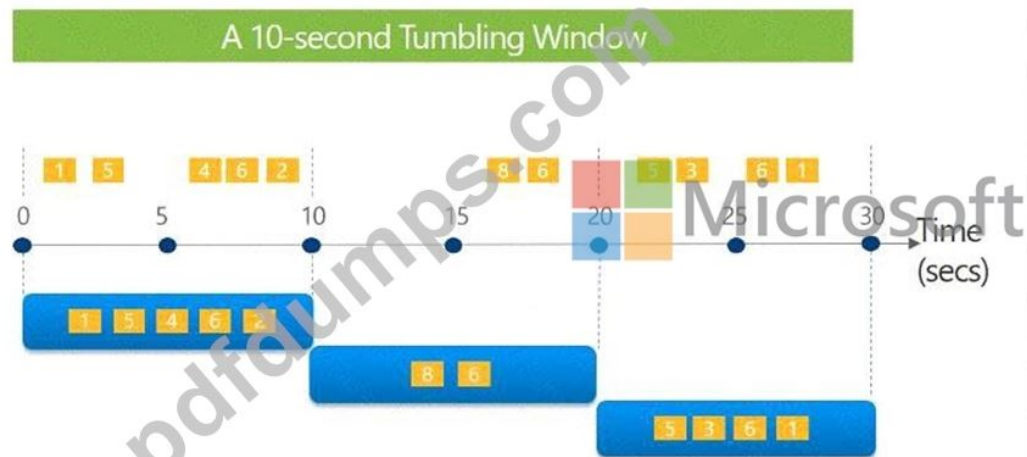 A 10-second Tumbling Window
1 5 4 6 2 8 6 5 3 6 1
0 5 10 15 20 25 30
Time
(secs)
1 5 4 6 2
8 6
5 3 6 1
pdfdumps.com
Microsoft